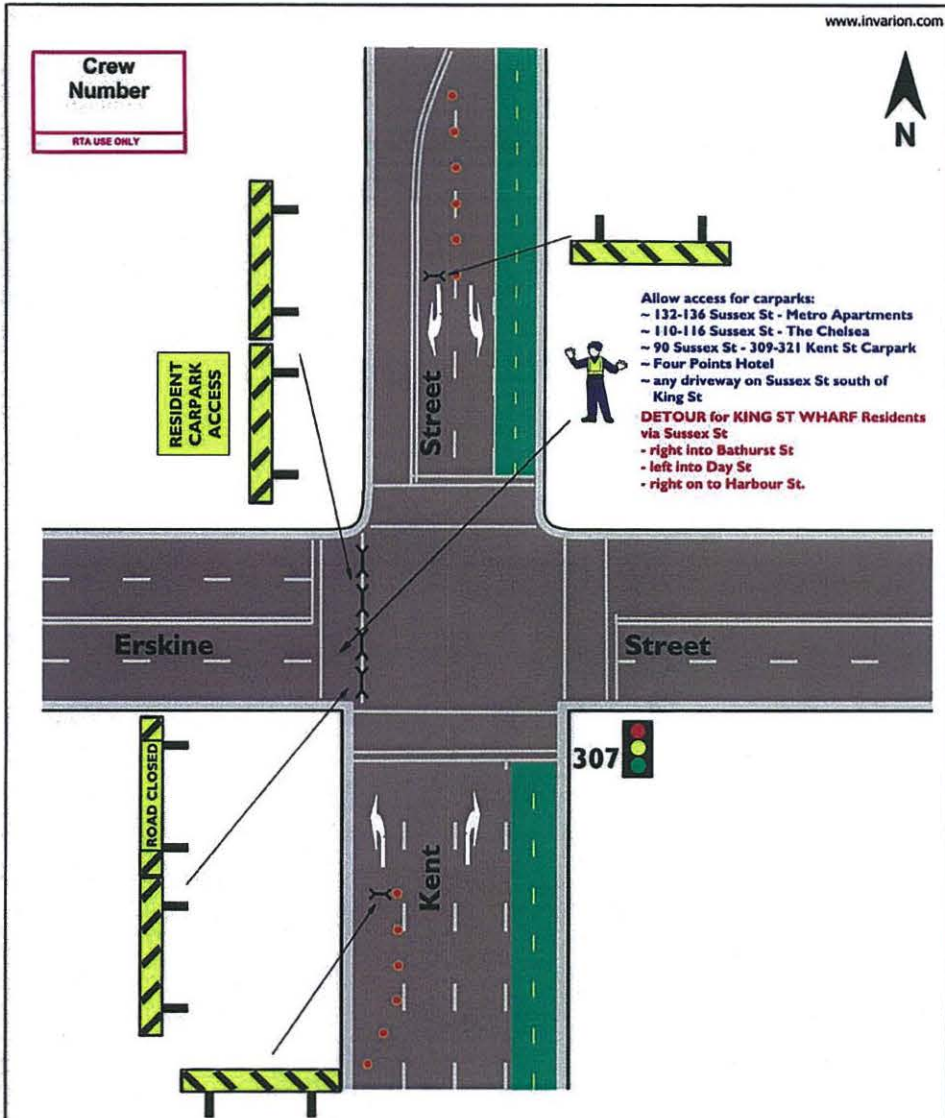 www.invarion.com
Crew
Number
RTA USE ONLY
N
Allow access for carparks:
~ 132-136 Sussex St - Metro Apartments
~ 110-116 Sussex St - The Chelsea
~ 90 Sussex St - 309-321 Kent St Carpark
~ Four Points Hotel
~ any driveway on Sussex St south of
King St
DETOUR for KING ST WHARF Residents
via Sussex St
- right into Bathurst St
- left into Day St
- right on to Harbour St.
RESIDENT
CARPARK
ACCESS
Street
Erskine
Street
ROAD CLOSED
307
Kent